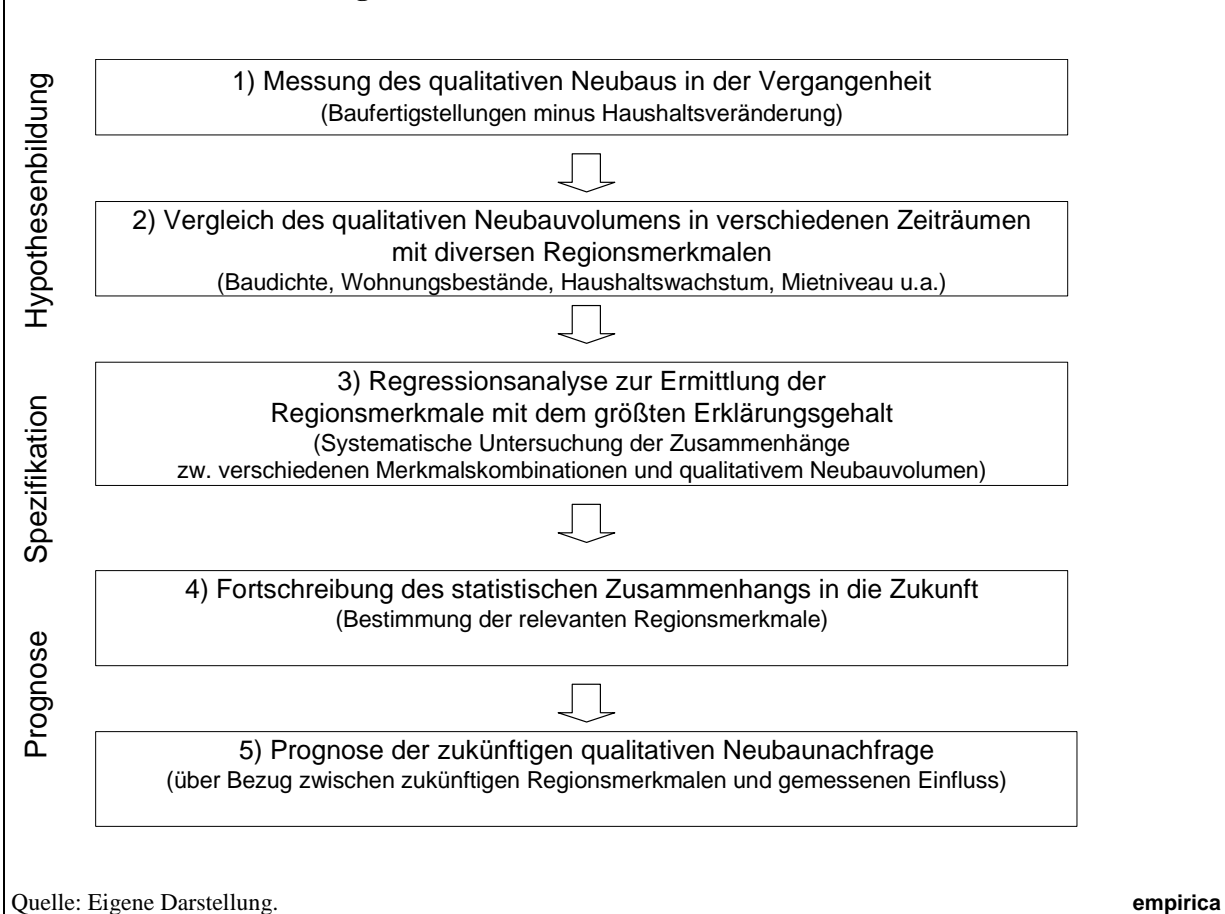 Hypothesenbildung
1) Messung des qualitativen Neubaus in der Vergangenheit
(Baufertigstellungen minus Haushaltsveränderung)
2) Vergleich des qualitativen Neubauvolumens in verschiedenen Zeiträumen
mit diversen Regionsmerkmalen
(Baudichte, Wohnungsbestände, Haushaltswachstum, Mietniveau u.a.)
Spezifikation
3) Regressionsanalyse zur Ermittlung der
Regionsmerkmale mit dem größten Erklärungsgehalt
(Systematische Untersuchung der Zusammenhänge
zw. verschiedenen Merkmalskombinationen und qualitativem Neubauvolumen)
Prognose
4) Fortschreibung des statistischen Zusammenhangs in die Zukunft
(Bestimmung der relevanten Regionsmerkmale)
5) Prognose der zukünftigen qualitativen Neubaunachfrage
(über Bezug zwischen zukünftigen Regionsmerkmalen und gemessenen Einfluss)
Quelle: Eigene Darstellung.
empirica